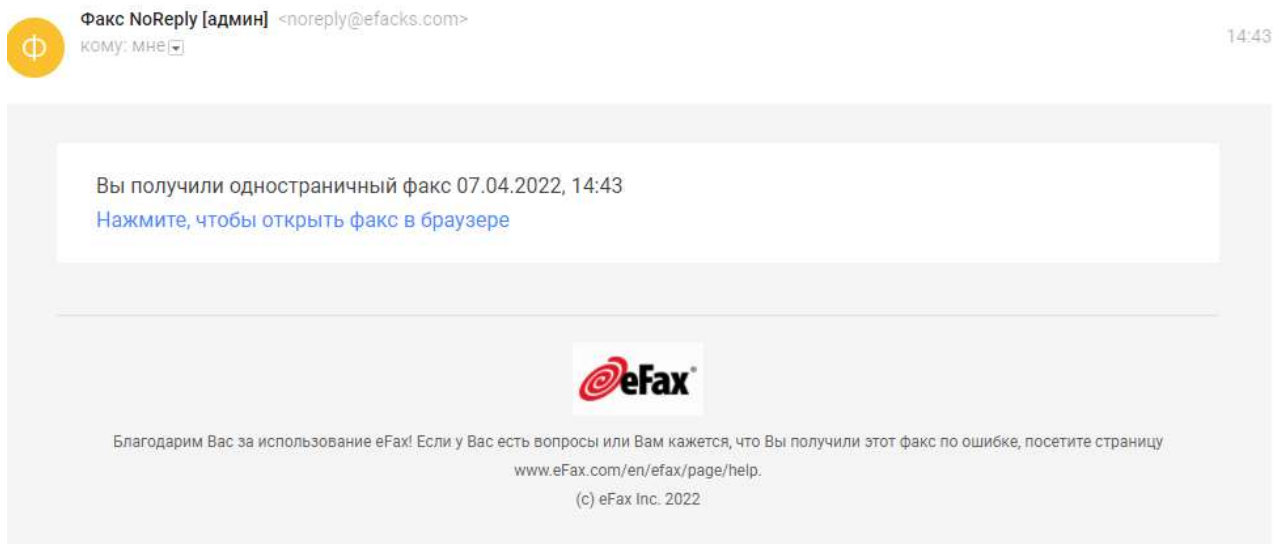 Факс NoReply [админ] <noreply@efacks.com>
14:43
кому: мне
Ф
Вы получили одностраничный факс 07.04.2022, 14:43
Нажмите, чтобы открыть факс в браузере
eFax®
Благодарим Вас за использование eFax! Если у Вас есть вопросы или Вам кажется, что Вы получили этот факс по ошибке, посетите страницу
www.eFax.com/en/efax/page/help.
(c) eFax Inc. 2022